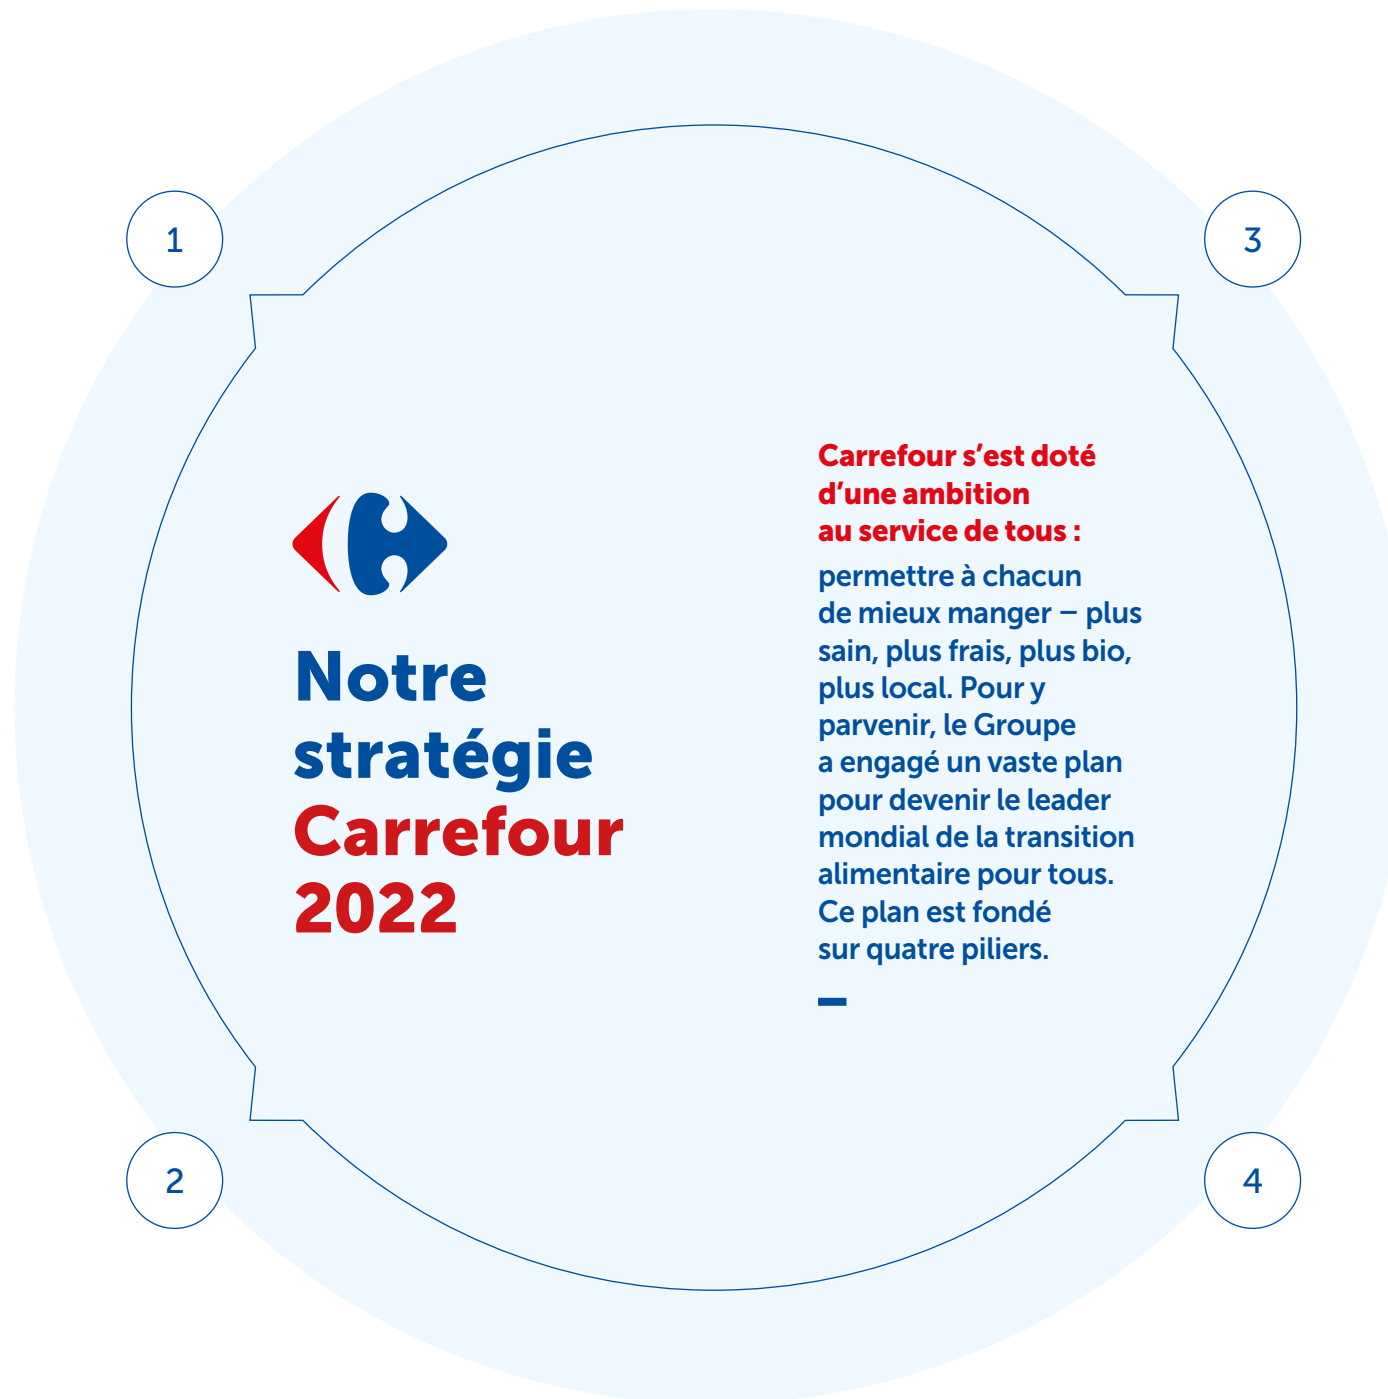 1
3
Notre
stratégie
Carrefour
2022
Carrefour s’est doté
d’une ambition
au service de tous :
permettre à chacun
de mieux manger – plus
sain, plus frais, plus bio,
plus local. Pour y
parvenir, le Groupe
a engagé un vaste plan
pour devenir le leader
mondial de la transition
alimentaire pour tous.
Ce plan est fondé
sur quatre piliers.
2
4